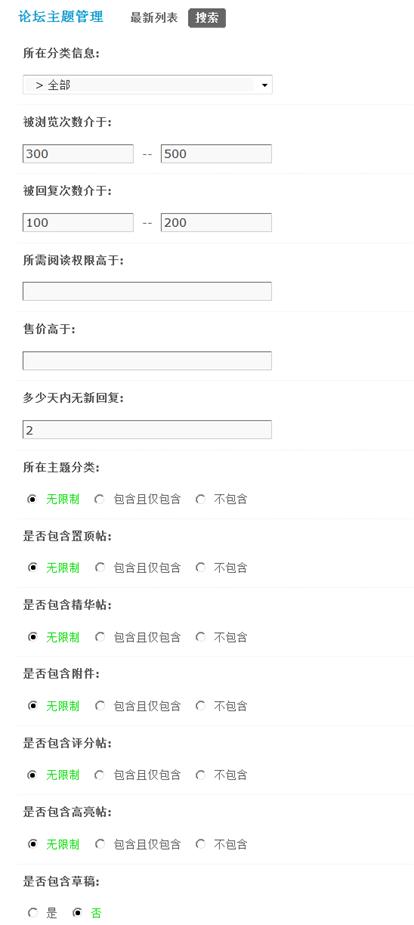 论坛主题管理 最新列表 搜索
所在分类信息:
> 全部
被浏览次数介于:
300 -- 500
被回复次数介于:
100 -- 200
所需阅读权限高于:
售价高于:
多少天内无新回复:
2
所在主题分类:
无限制 包含且仅包含 不包含
是否包含置顶帖:
无限制 包含且仅包含 不包含
是否包含精华帖:
无限制 包含且仅包含 不包含
是否包含附件:
无限制 包含且仅包含 不包含
是否包含评分帖:
无限制 包含且仅包含 不包含
是否包含高亮帖:
无限制 包含且仅包含 不包含
是否包含草稿:
是 否